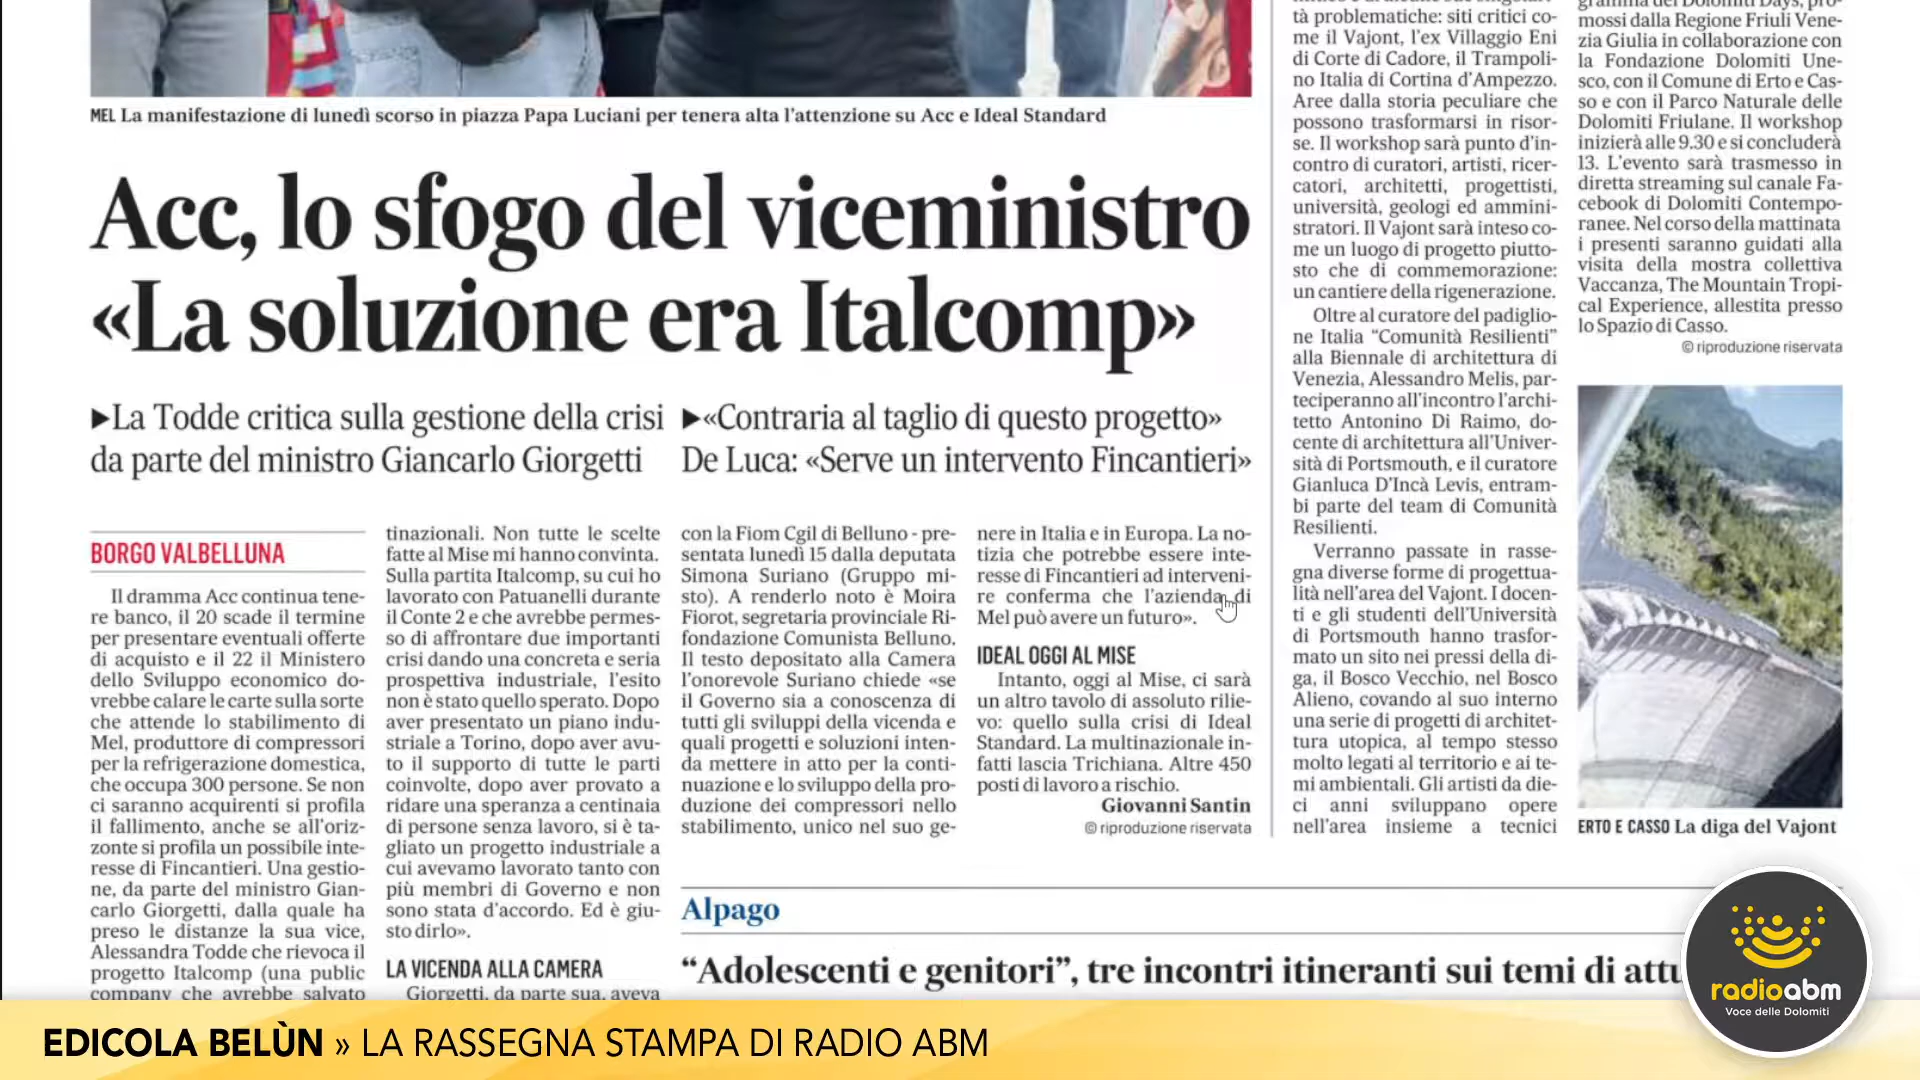 MEL La manifestazione di lunedì scorso in piazza Papa Luciani per tenera alta l'attenzione su Acc e Ideal Standard
Acc, lo sfogo del viceministro
«La soluzione era Italcomp»
▶La Todde critica sulla gestione della crisi
da parte del ministro Giancarlo Giorgetti
▶«Contraria al taglio di questo progetto»
De Luca: «Serve un intervento Fincantieri»
BORGO VALBELLUNA
Il dramma Acc continua tene-
re banco, il 20 scade il termine
per presentare eventuali offerte
di acquisto e il 22 il Ministero
dello Sviluppo economico do-
vrebbe calare le carte sulla sorte
che attende lo stabilimento di
Mel, produttore di compressori
per la refrigerazione domestica,
che occupa 300 persone. Se non
ci saranno acquirenti si profila
il fallimento, anche se all'oriz-
zonte si profila un possibile inte-
resse di Fincantieri. Una gestio-
ne, da parte del ministro Gian-
carlo Giorgetti, dalla quale ha
preso le distanze la sua vice,
Alessandra Todde che rievoca il
progetto Italcomp (una public
company che avrebbe salvato
tinazionali. Non tutte le scelte
fatte al Mise mi hanno convinta.
Sulla partita Italcomp, su cui ho
lavorato con Patuanelli durante
il Conte 2 e che avrebbe permes-
so di affrontare due importanti
crisi dando una concreta e seria
prospettiva industriale, l'esito
non è stato quello sperato. Dopo
aver presentato un piano indu-
striale a Torino, dopo aver avu-
to il supporto di tutte le parti
coinvolte, dopo aver provato a
ridare una speranza a centinaia
di persone senza lavoro, si è ta-
gliato un progetto industriale a
cui avevamo lavorato tanto con
più membri di Governo e non
sono stata d'accordo. Ed è giu-
sto dirlo».
LA VICENDA ALLA CAMERA
Giorgetti, da parte sua, aveva
con la Fiom Cgil di Belluno - pre-
sentata lunedì 15 dalla deputata
Simona Suriano (Gruppo mi-
sto). A renderlo noto è Moira
Fiorot, segretaria provinciale Ri-
fondazione Comunista Belluno.
Il testo depositato alla Camera
l'onorevole Suriano chiede «se
il Governo sia a conoscenza di
tutti gli sviluppi della vicenda e
quali progetti e soluzioni inten-
da mettere in atto per la conti-
nuazione e lo sviluppo della pro-
duzione dei compressori nello
stabilimento, unico nel suo ge-
nere in Italia e in Europa. La no-
tizia che potrebbe essere inte-
resse di Fincantieri ad interveni-
re conferma che l'azienda di
Mel può avere un futuro».
IDEAL OGGI AL MISE
Intanto, oggi al Mise, ci sarà
un altro tavolo di assoluto rilie-
vo: quello sulla crisi di Ideal
Standard. La multinazionale in-
fatti lascia Trichiana. Altre 450
posti di lavoro a rischio.
Giovanni Santin
© riproduzione riservata
tà problematiche: siti critici co-
me il Vajont, l'ex Villaggio Eni
di Corte di Cadore, il Trampoli-
no Italia di Cortina d'Ampezzo.
Aree dalla storia peculiare che
possono trasformarsi in risor-
se. Il workshop sarà punto d'in-
contro di curatori, artisti, ricer-
catori, architetti, progettisti,
università, geologi ed ammini-
stratori. Il Vajont sarà inteso co-
me un luogo di progetto piutto-
sto che di commemorazione:
un cantiere della rigenerazione.
Oltre al curatore del padiglio-
ne Italia “Comunità Resilienti”
alla Biennale di architettura di
Venezia, Alessandro Melis, par-
teciperanno all'incontro l'archi-
tetto Antonino Di Raimo, do-
cente di architettura all'Univer-
sità di Portsmouth, e il curatore
Gianluca D'Incà Levis, entram-
bi parte del team di Comunità
Resilienti.
Verranno passate in rasse-
gna diverse forme di progettua-
lità nell'area del Vajont. I docen-
ti e gli studenti dell'Università
di Portsmouth hanno trasfor-
mato un sito nei pressi della di-
ga, il Bosco Vecchio, nel Bosco
Alieno, covando al suo interno
una serie di progetti di architet-
tura utopica, al tempo stesso
molto legati al territorio e ai te-
mi ambientali. Gli artisti da die-
ci anni sviluppano opere
nell'area insieme a tecnici
gramma dei Dolomiti Days, pro-
mossi dalla Regione Friuli Vene-
zia Giulia in collaborazione con
la Fondazione Dolomiti Une-
sco, con il Comune di Erto e Cas-
so e con il Parco Naturale delle
Dolomiti Friulane. Il workshop
inizierà alle 9.30 e si concluderà
13. L'evento sarà trasmesso in
diretta streaming sul canale Fa-
cebook di Dolomiti Contempo-
ranee. Nel corso della mattinata
i presenti saranno guidati alla
visita della mostra collettiva
Vaccanza, The Mountain Tropi-
cal Experience, allestita presso
lo Spazio di Casso.
© riproduzione riservata
ERTO E CASSO La diga del Vajont
Alpago
“Adolescenti e genitori”, tre incontri itineranti sui temi di attu
radioabm
Voce delle Dolomiti
EDICOLA BELÙN » LA RASSEGNA STAMPA DI RADIO ABM